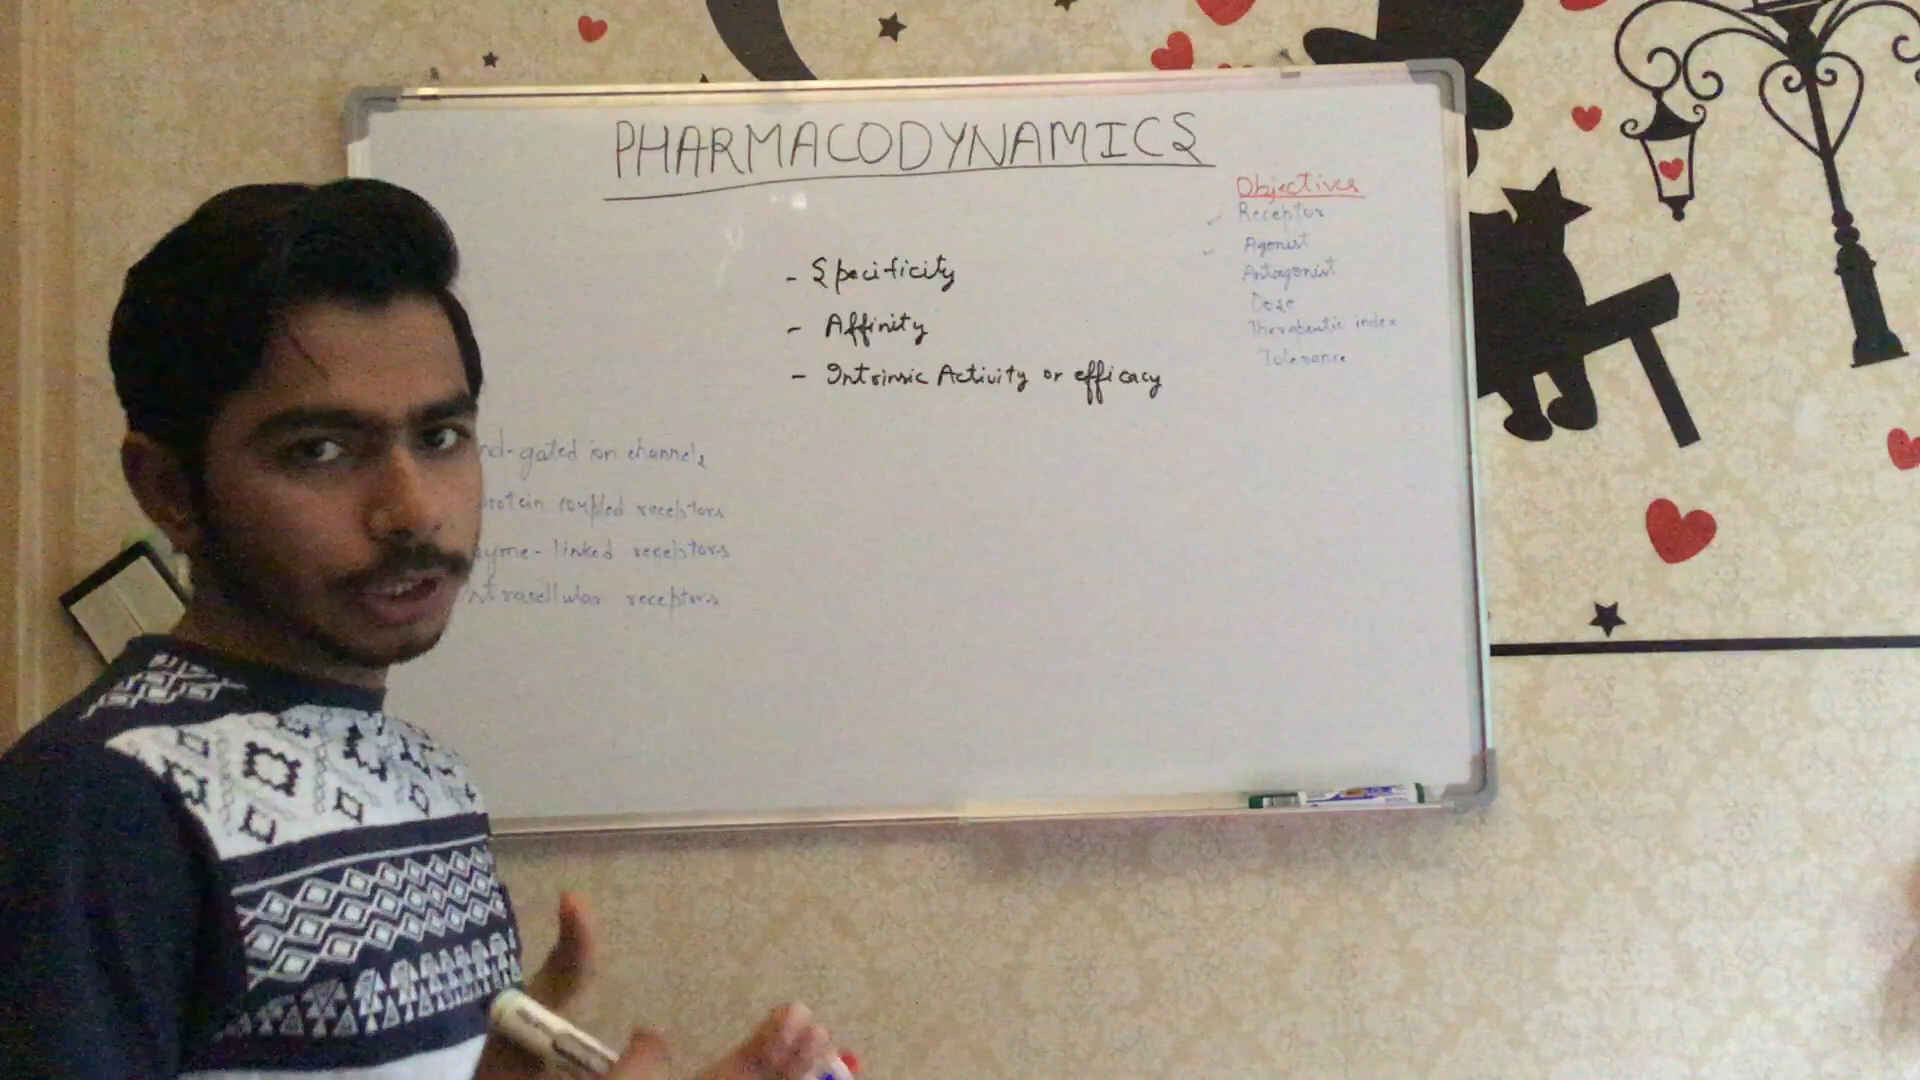 PHARMACODYNAMICS
Objectives
Receptor
Agonist
Antagonist
Dose
Therapeutic index
Tolerance
- Specificity
- Affinity
- Intrinsic Activity or efficacy
nd-gated ion channels
protein coupled receptors
yme-linked receptors
ntracellular receptors